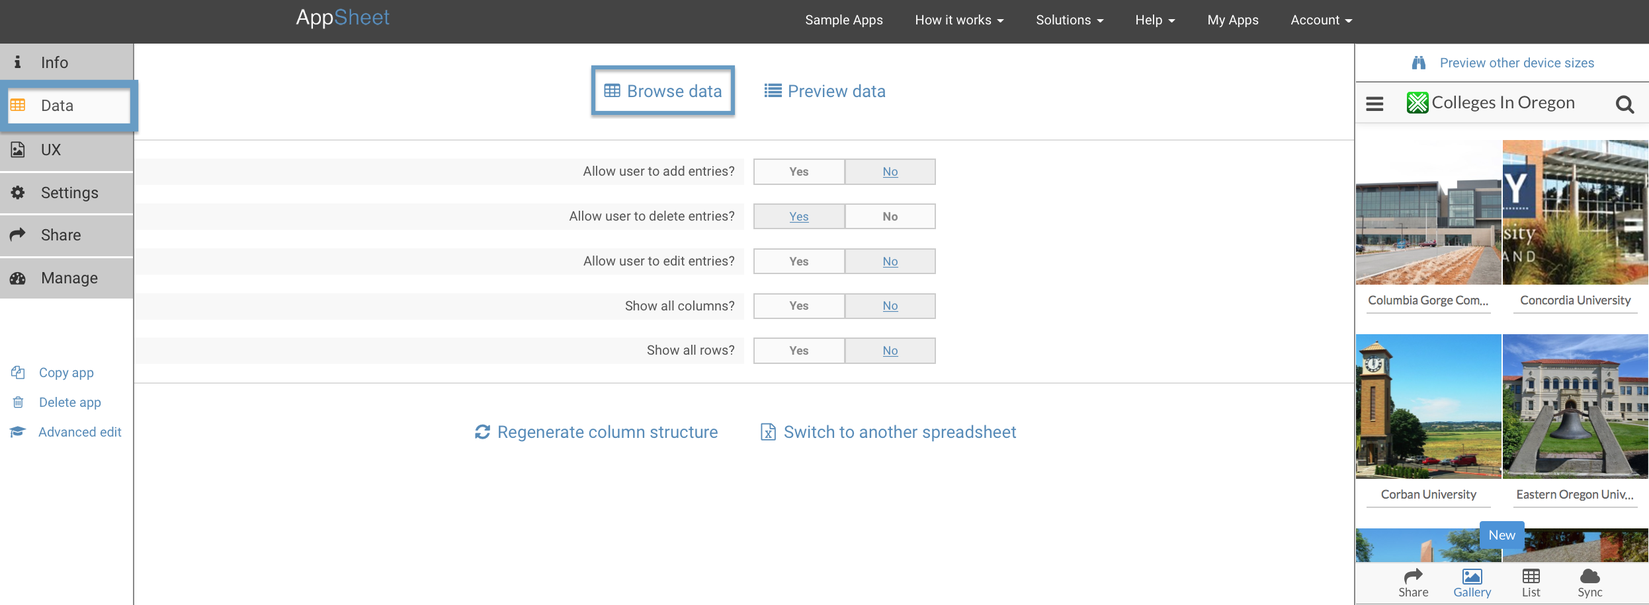 AppSheet
Sample Apps How it works Solutions Help My Apps Account
Info
Data
UX
Settings
Share
Manage
Copy app
Delete app
Advanced edit
Browse data Preview data
Allow user to add entries? Yes No
Allow user to delete entries? Yes No
Allow user to edit entries? Yes No
Show all columns? Yes No
Show all rows? Yes No
Regenerate column structure Switch to another spreadsheet
Preview other device sizes
Colleges In Oregon
Y
sity
AND
Columbia Gorge Com... Concordia University
Corban University Eastern Oregon Univ...
New
Share Gallery List Sync